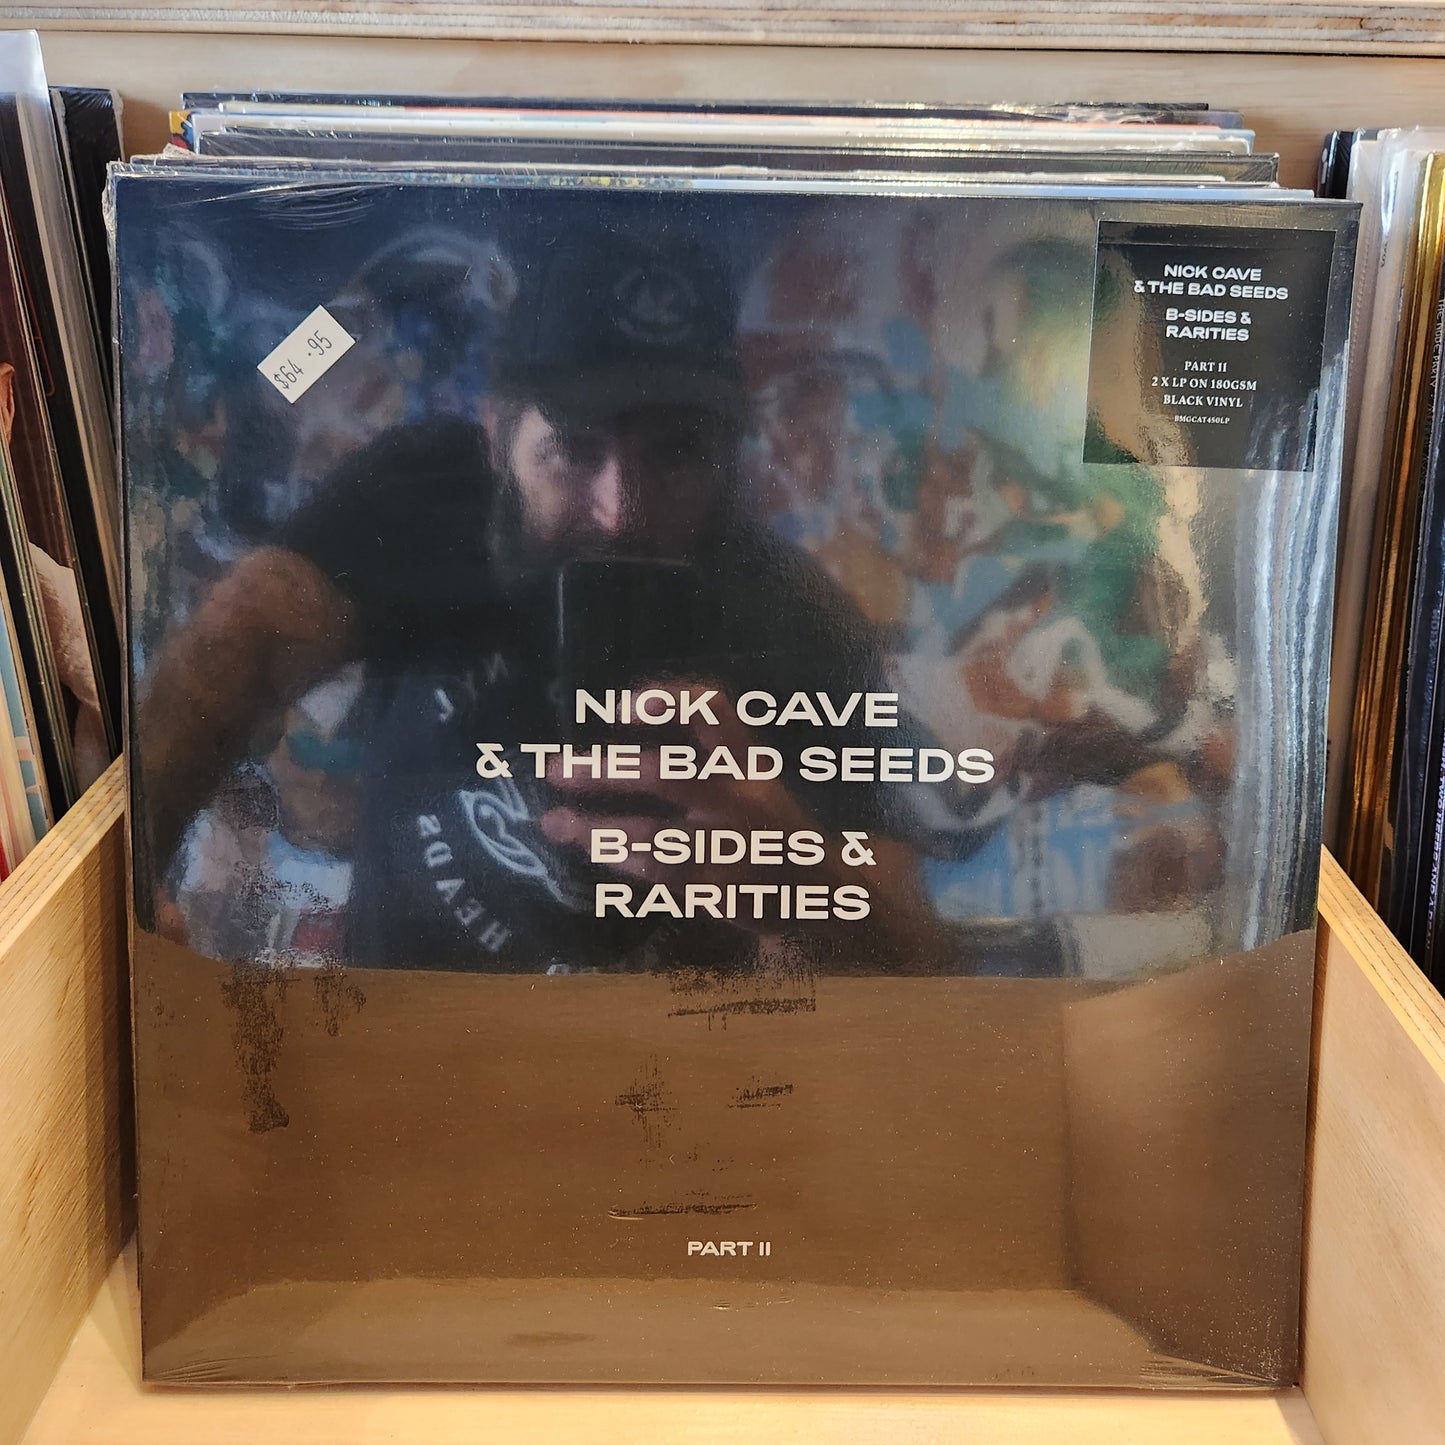 $64.95
NICK CAVE
& THE BAD SEEDS
B-SIDES &
RARITIES
PART II
2 X LP ON 180GSM
BLACK VINYL
BMGCAT450LP
NICK CAVE
& THE BAD SEEDS
B-SIDES &
RARITIES
PART II
HEADS